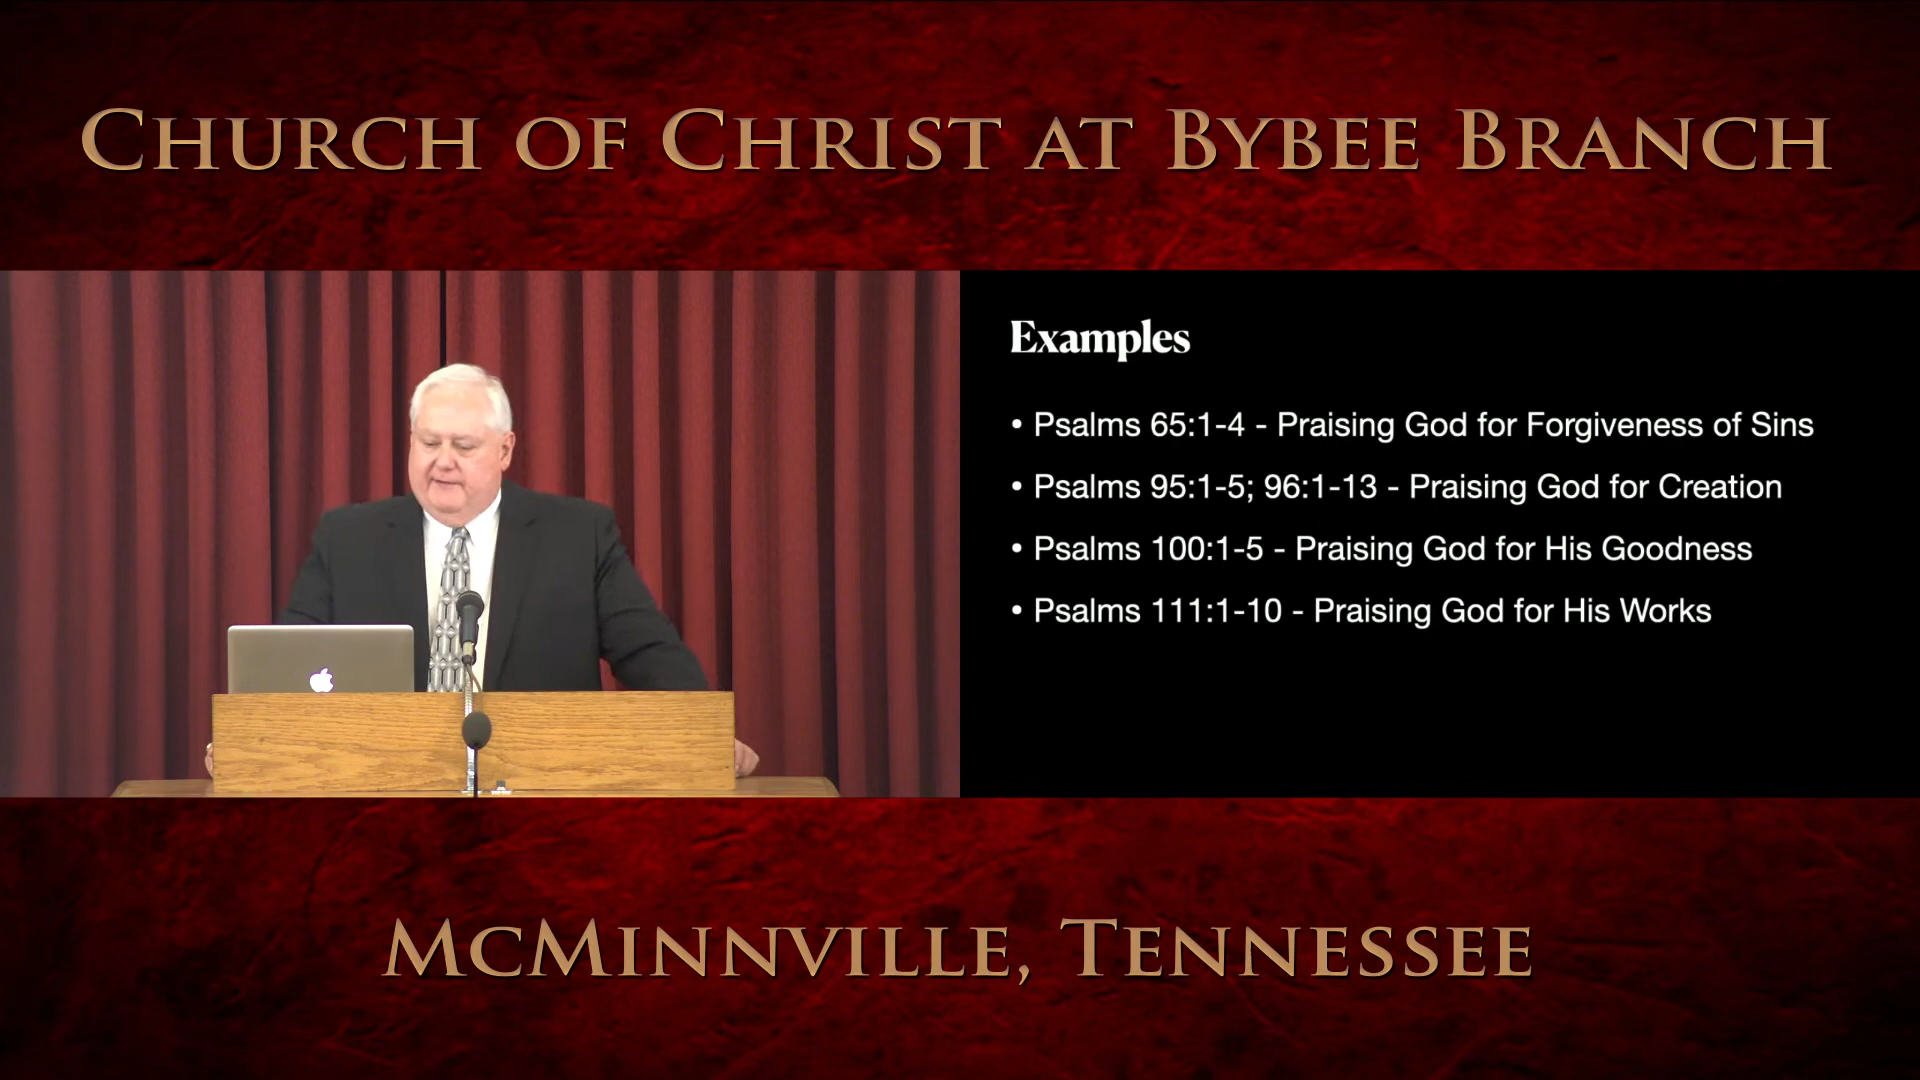 Church of Christ at Bybee Branch
Examples
• Psalms 65:1-4 - Praising God for Forgiveness of Sins
• Psalms 95:1-5; 96:1-13 - Praising God for Creation
• Psalms 100:1-5 - Praising God for His Goodness
• Psalms 111:1-10 - Praising God for His Works
McMinnville, Tennessee